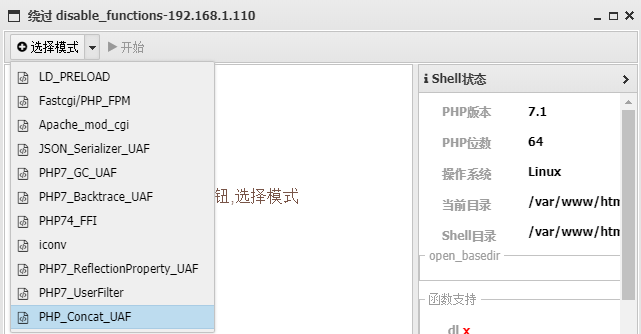 绕过 disable_functions-192.168.1.110
选择模式
开始
LD_PRELOAD
Fastcgi/PHP_FPM
Apache_mod_cgi
JSON_Serializer_UAF
PHP7_GC_UAF
PHP7_Backtrace_UAF
PHP74_FFI
iconv
PHP7_ReflectionProperty_UAF
PHP7_UserFilter
PHP_Concat_UAF
钮,选择模式
Shell状态
PHP版本 7.1
PHP位数 64
操作系统 Linux
当前目录 /var/www/htm
Shell目录 /var/www/htm
open_basedir
函数支持
dl x